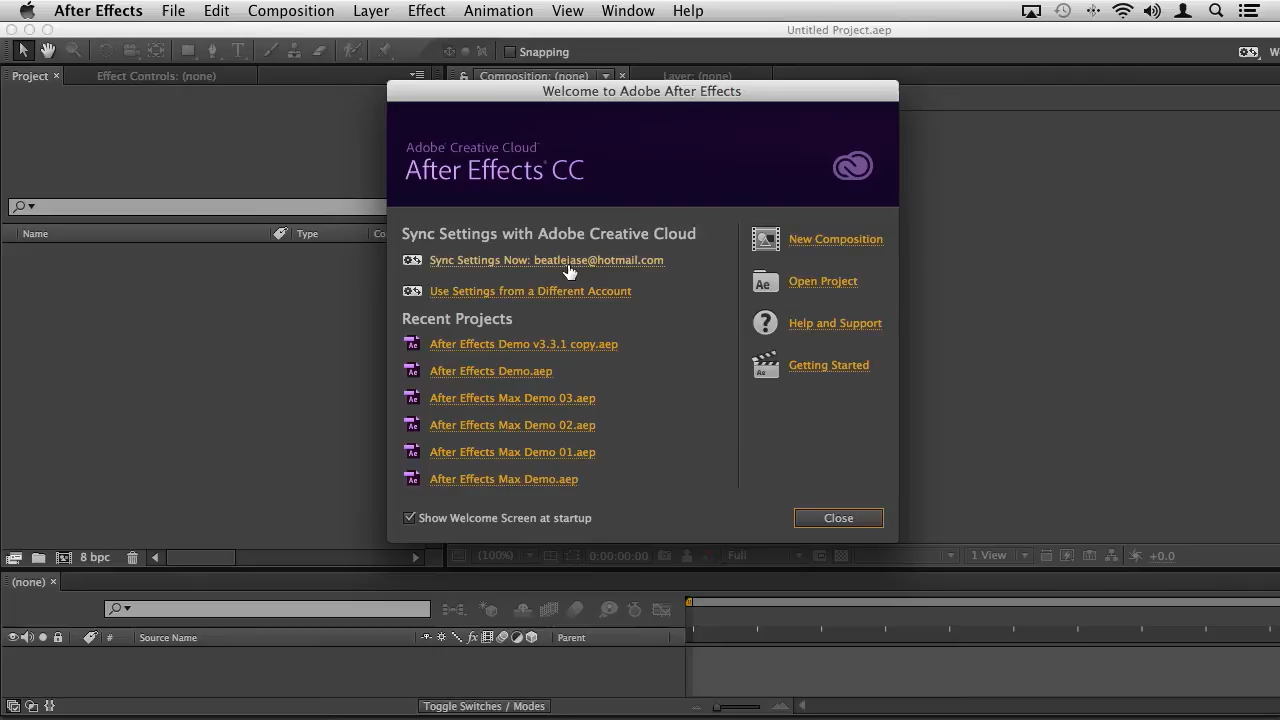 After Effects File Edit Composition Layer Effect Animation View Window Help
Untitled Project.aep
Snapping
Project Effect Controls: (none) Composition: (none) Layer: (none)
Welcome to Adobe After Effects
Adobe® Creative Cloud™
After Effects® CC
Name Type Co
Sync Settings with Adobe Creative Cloud
Sync Settings Now: beatlejase@hotmail.com
Use Settings from a Different Account
Recent Projects
After Effects Demo v3.3.1 copy.aep
After Effects Demo.aep
After Effects Max Demo 03.aep
After Effects Max Demo 02.aep
After Effects Max Demo 01.aep
After Effects Max Demo.aep
New Composition
Open Project
Help and Support
Getting Started
Show Welcome Screen at startup
Close
8 bpc
(100%) 0:00:00:00 Full 1 View +0.0
(none)
# Source Name fx Parent
Toggle Switches / Modes